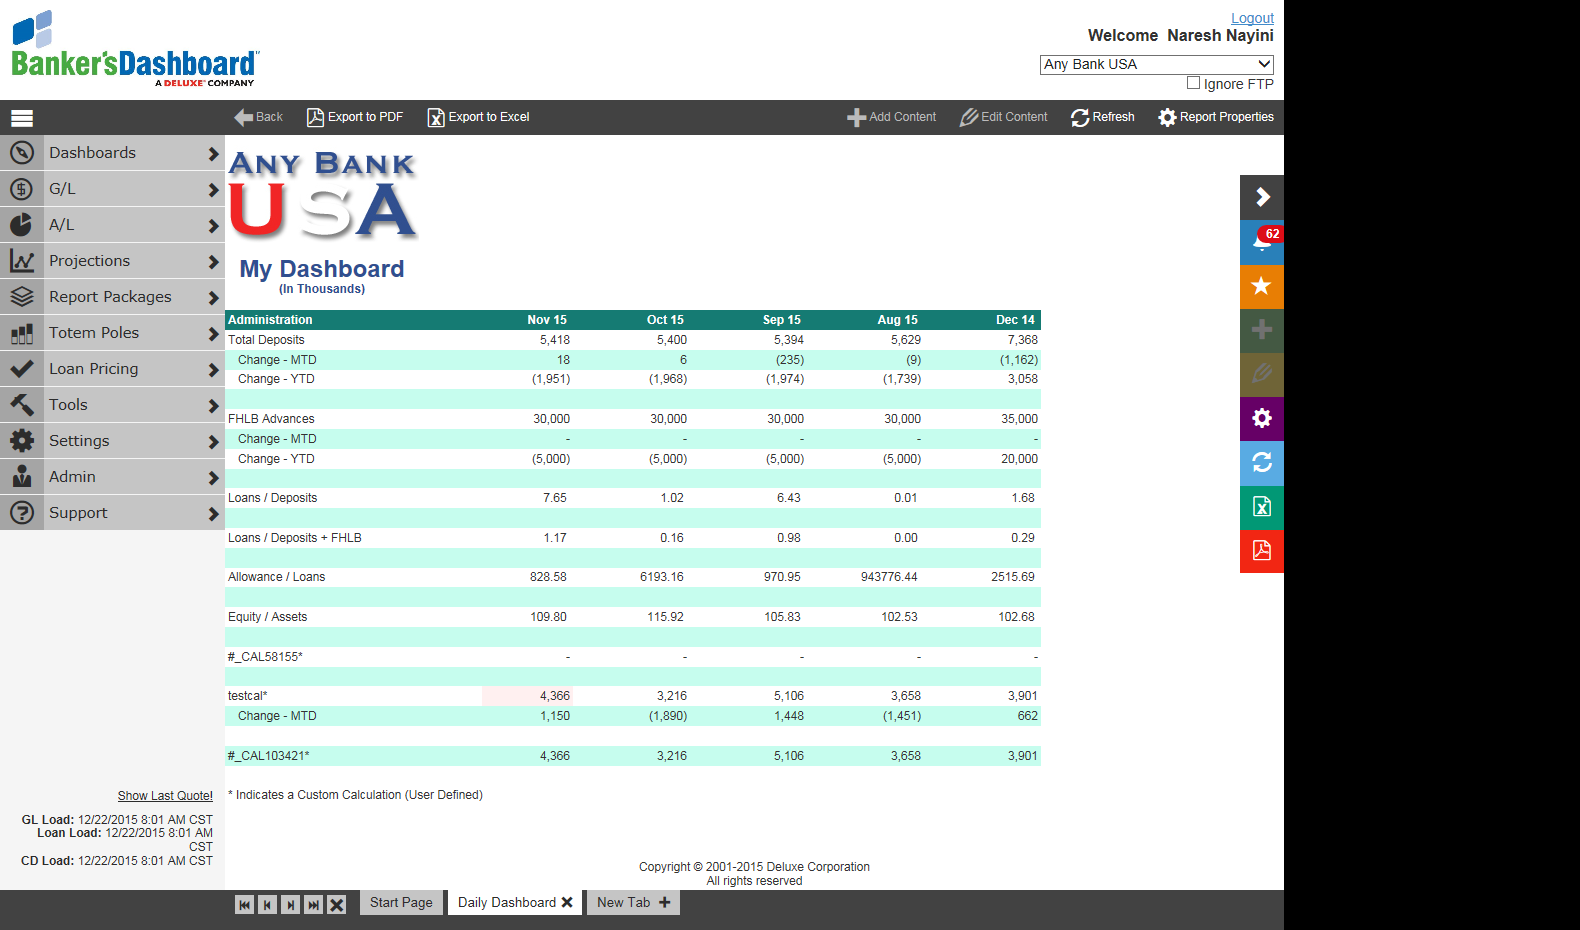 Logout
Welcome Naresh Nayini
Banker'sDashboard
A DELUXE COMPANY
Any Bank USA
Ignore FTP
Back Export to PDF Export to Excel Add Content Edit Content Refresh Report Properties
Dashboards
G/L
A/L
Projections
Report Packages
Totem Poles
Loan Pricing
Tools
Settings
Admin
Support
Any Bank
USA
62
My Dashboard
(In Thousands)
Administration Nov 15 Oct 15 Sep 15 Aug 15 Dec 14
Total Deposits 5,418 5,400 5,394 5,629 7,368
Change - MTD 18 6 (235) (9) (1,162)
Change - YTD (1,951) (1,968) (1,974) (1,739) 3,058
FHLB Advances 30,000 30,000 30,000 30,000 35,000
Change - MTD - - - - -
Change - YTD (5,000) (5,000) (5,000) (5,000) 20,000
Loans / Deposits 7.65 1.02 6.43 0.01 1.68
Loans / Deposits + FHLB 1.17 0.16 0.98 0.00 0.29
Allowance / Loans 828.58 6193.16 970.95 943776.44 2515.69
Equity / Assets 109.80 115.92 105.83 102.53 102.68
#_CAL58155* - - - - -
testcal* 4,366 3,216 5,106 3,658 3,901
Change - MTD 1,150 (1,890) 1,448 (1,451) 662
#_CAL103421* 4,366 3,216 5,106 3,658 3,901
* Indicates a Custom Calculation (User Defined)
Show Last Quote!
GL Load: 12/22/2015 8:01 AM CST
Loan Load: 12/22/2015 8:01 AM
CST
CD Load: 12/22/2015 8:01 AM CST
Copyright © 2001-2015 Deluxe Corporation
All rights reserved
Start Page Daily Dashboard New Tab